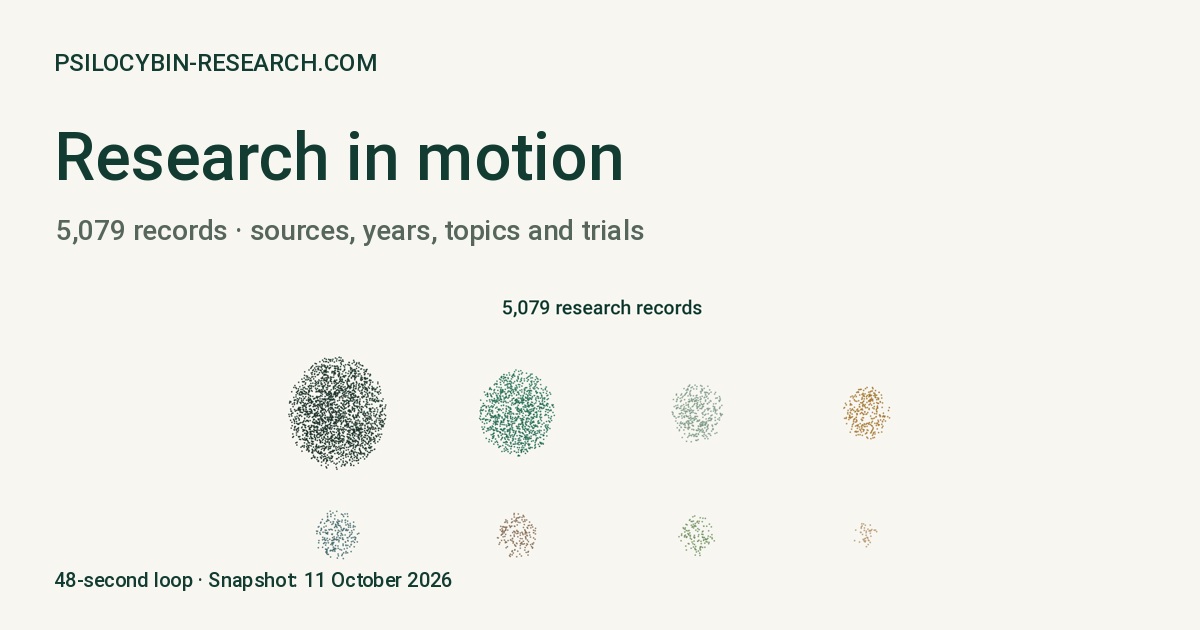 PSILOCYBIN-RESEARCH.COM
Research in motion
5,079 records · sources, years, topics and trials
5,079 research records
48-second loop · Snapshot: 11 October 2026